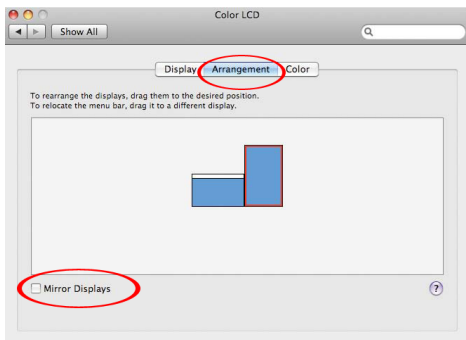 Color LCD
Show All
Display Arrangement Color
To rearrange the displays, drag them to the desired position.
To relocate the menu bar, drag it to a different display.
Mirror Displays
?